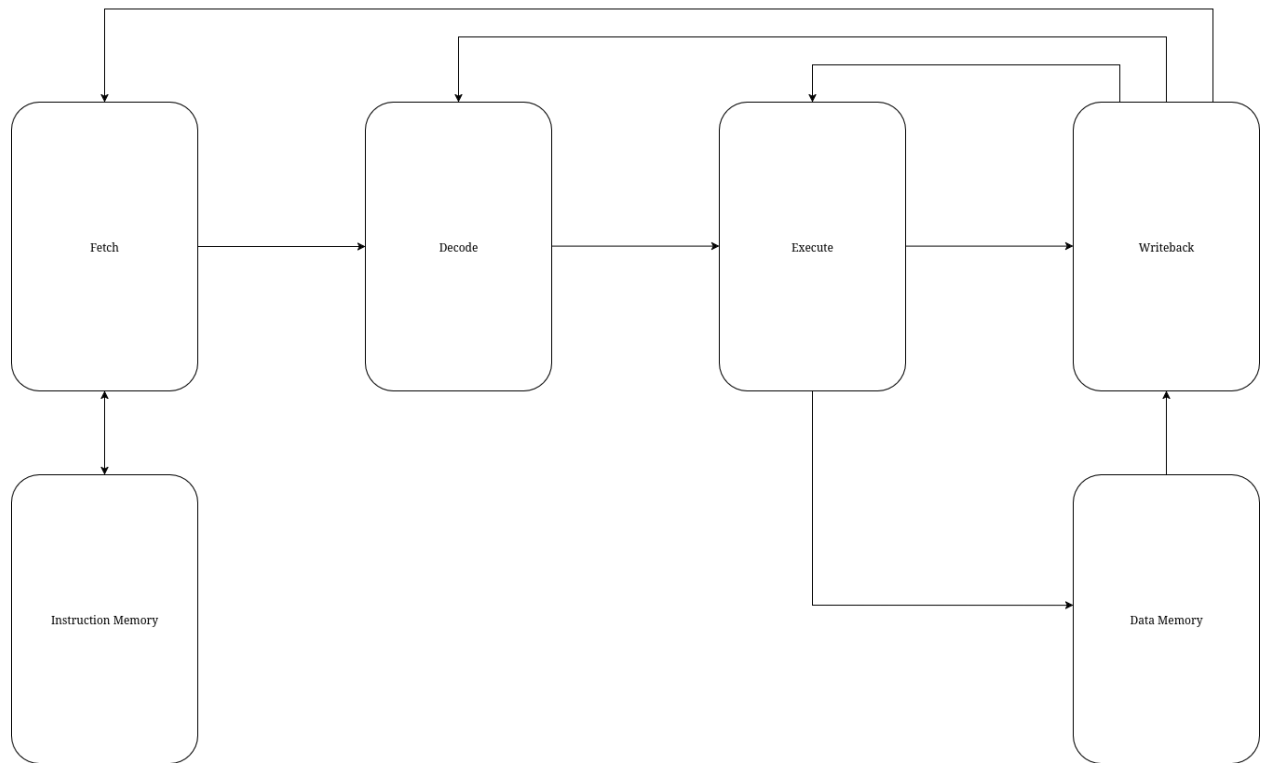 Fetch
Decode
Execute
Writeback
Instruction Memory
Data Memory